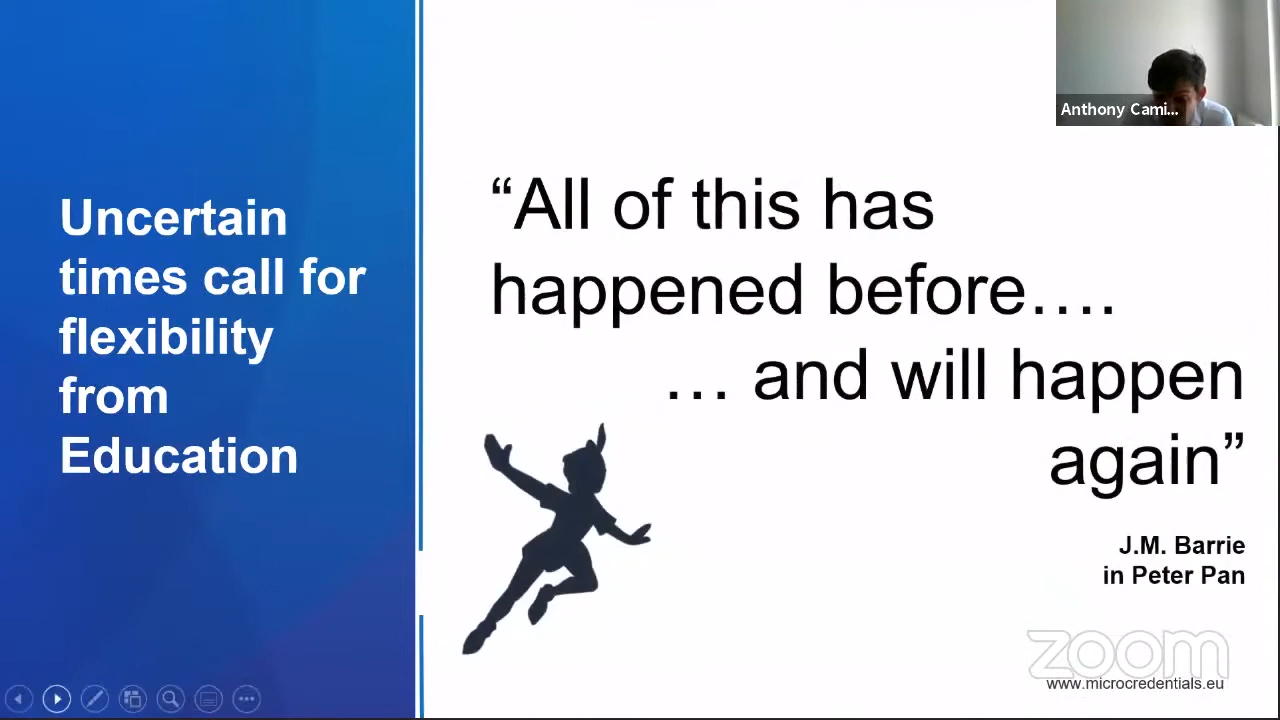 Anthony Cami...
Uncertain
times call for
flexibility
from
Education
“All of this has
happened before….
… and will happen
again”
J.M. Barrie
in Peter Pan
zoom
www.microcredentials.eu